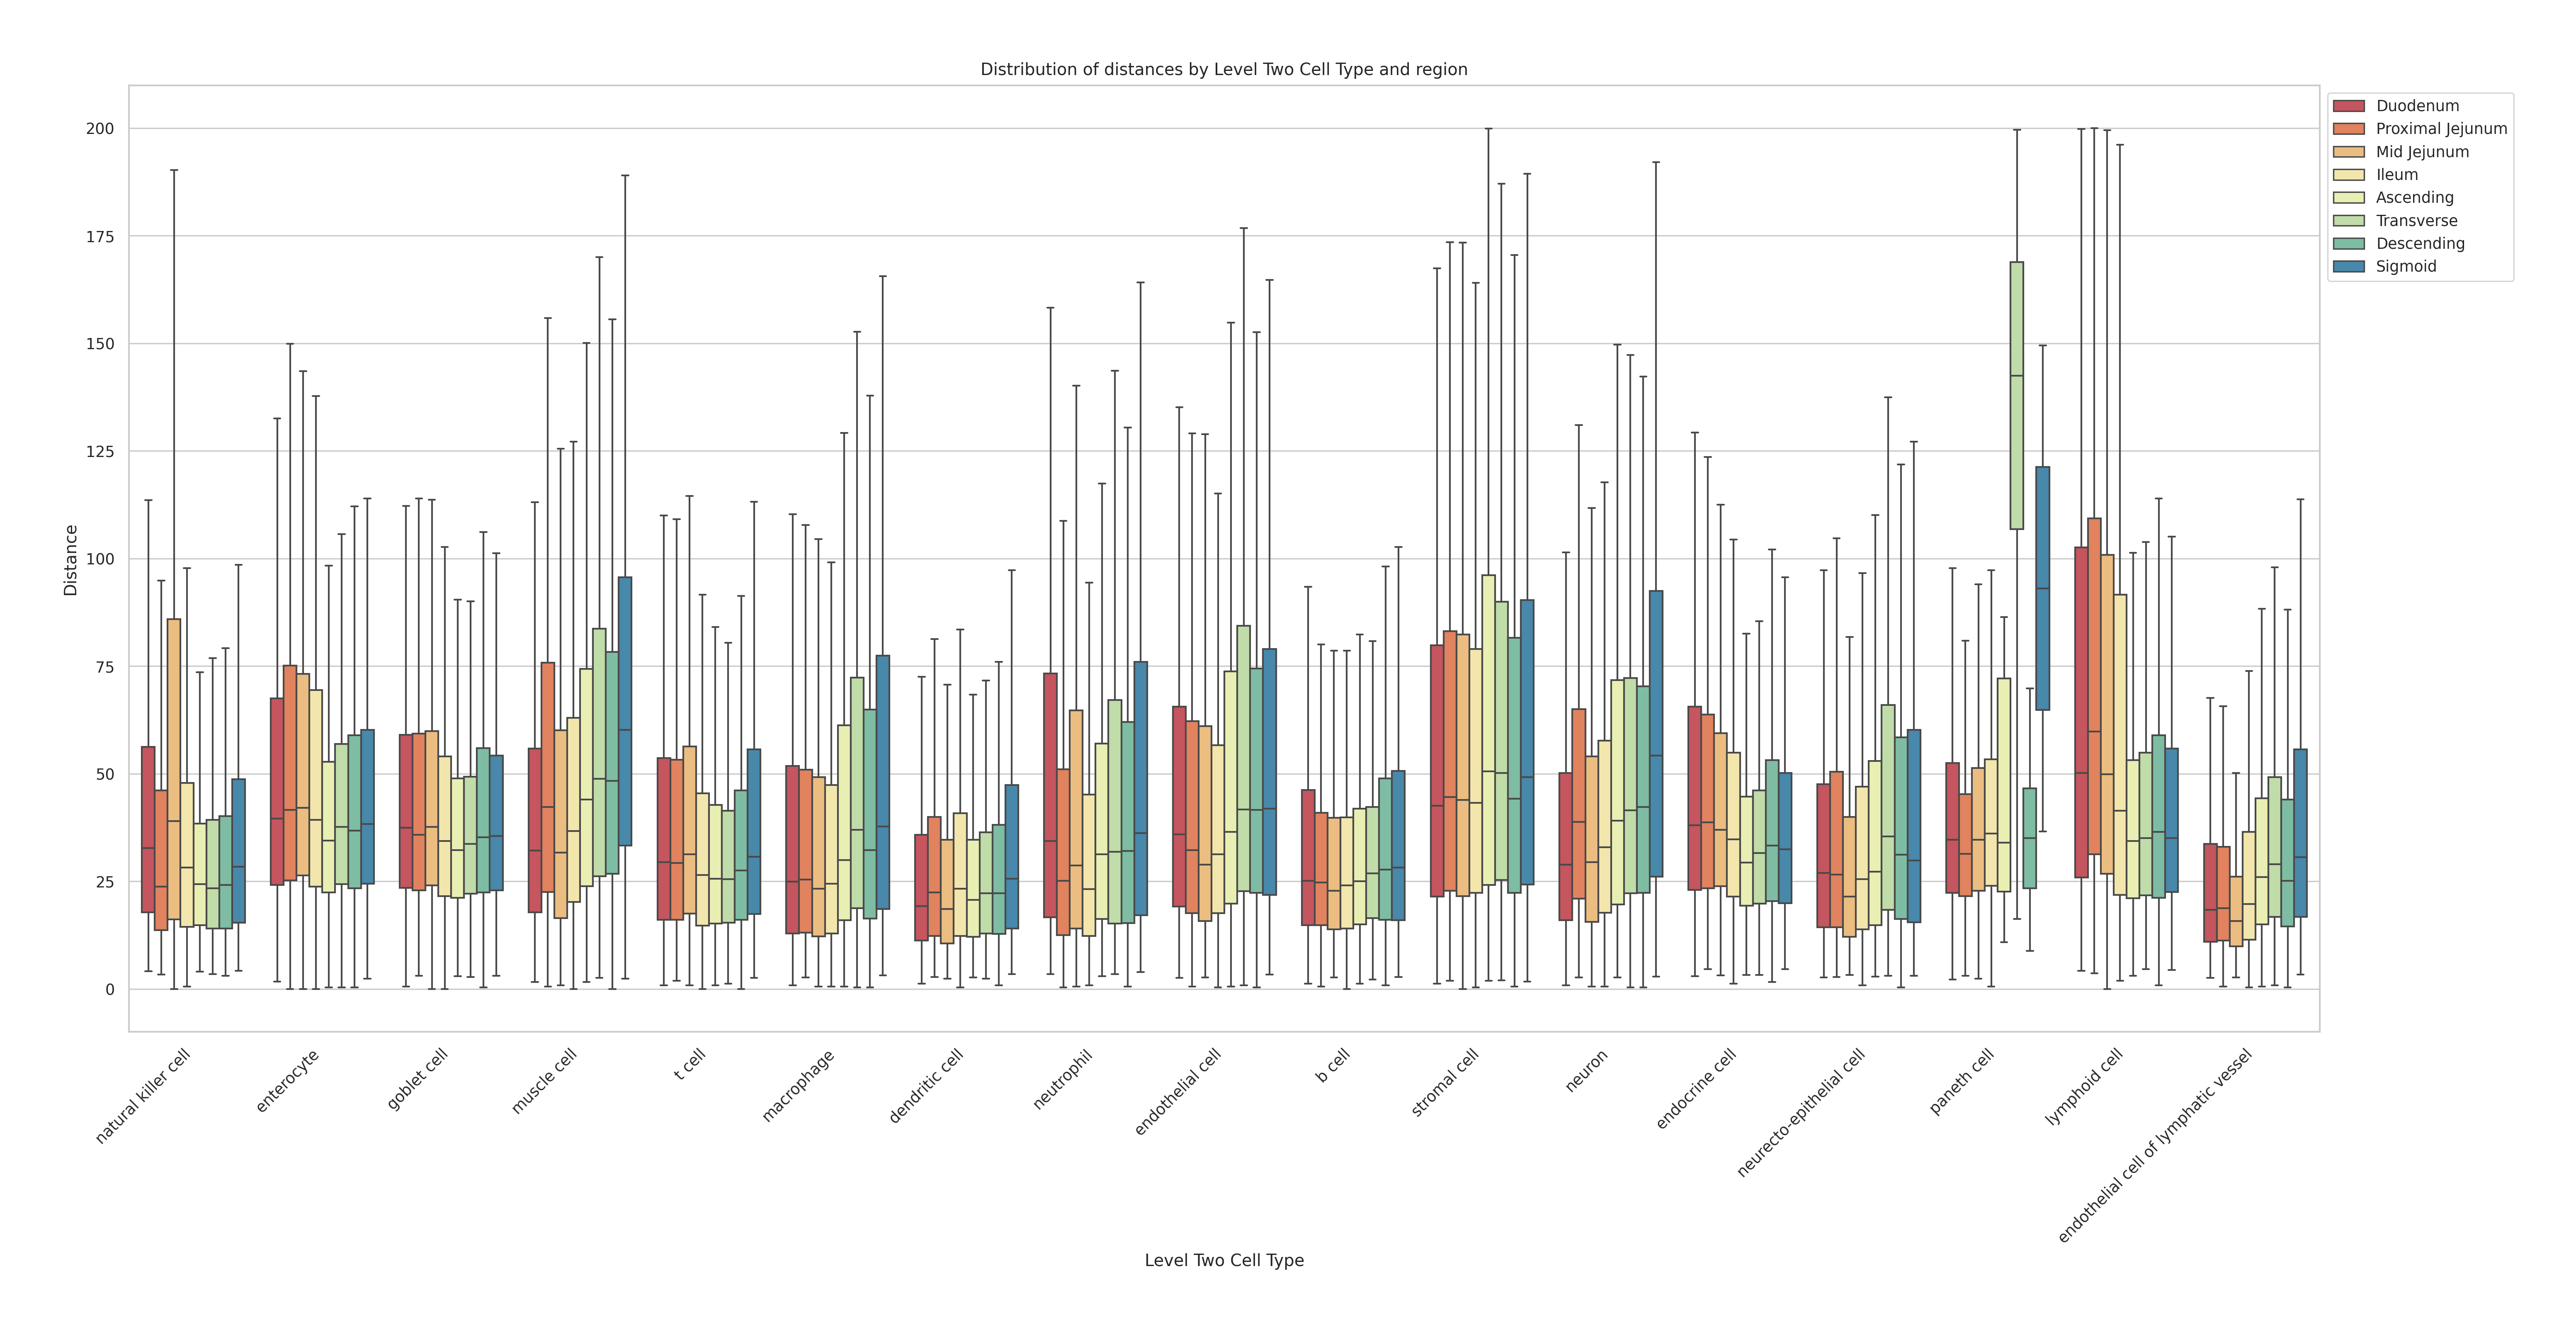 Distribution of distances by Level Two Cell Type and region
Duodenum
Proximal Jejunum
Mid Jejunum
Ileum
Ascending
Transverse
Descending
Sigmoid
Distance
200
175
150
125
100
75
50
25
0
natural killer cell
enterocyte
goblet cell
muscle cell
t cell
macrophage
dendritic cell
neutrophil
endothelial cell
b cell
stromal cell
neuron
endocrine cell
neurecto-epithelial cell
paneth cell
lymphoid cell
endothelial cell of lymphatic vessel
Level Two Cell Type